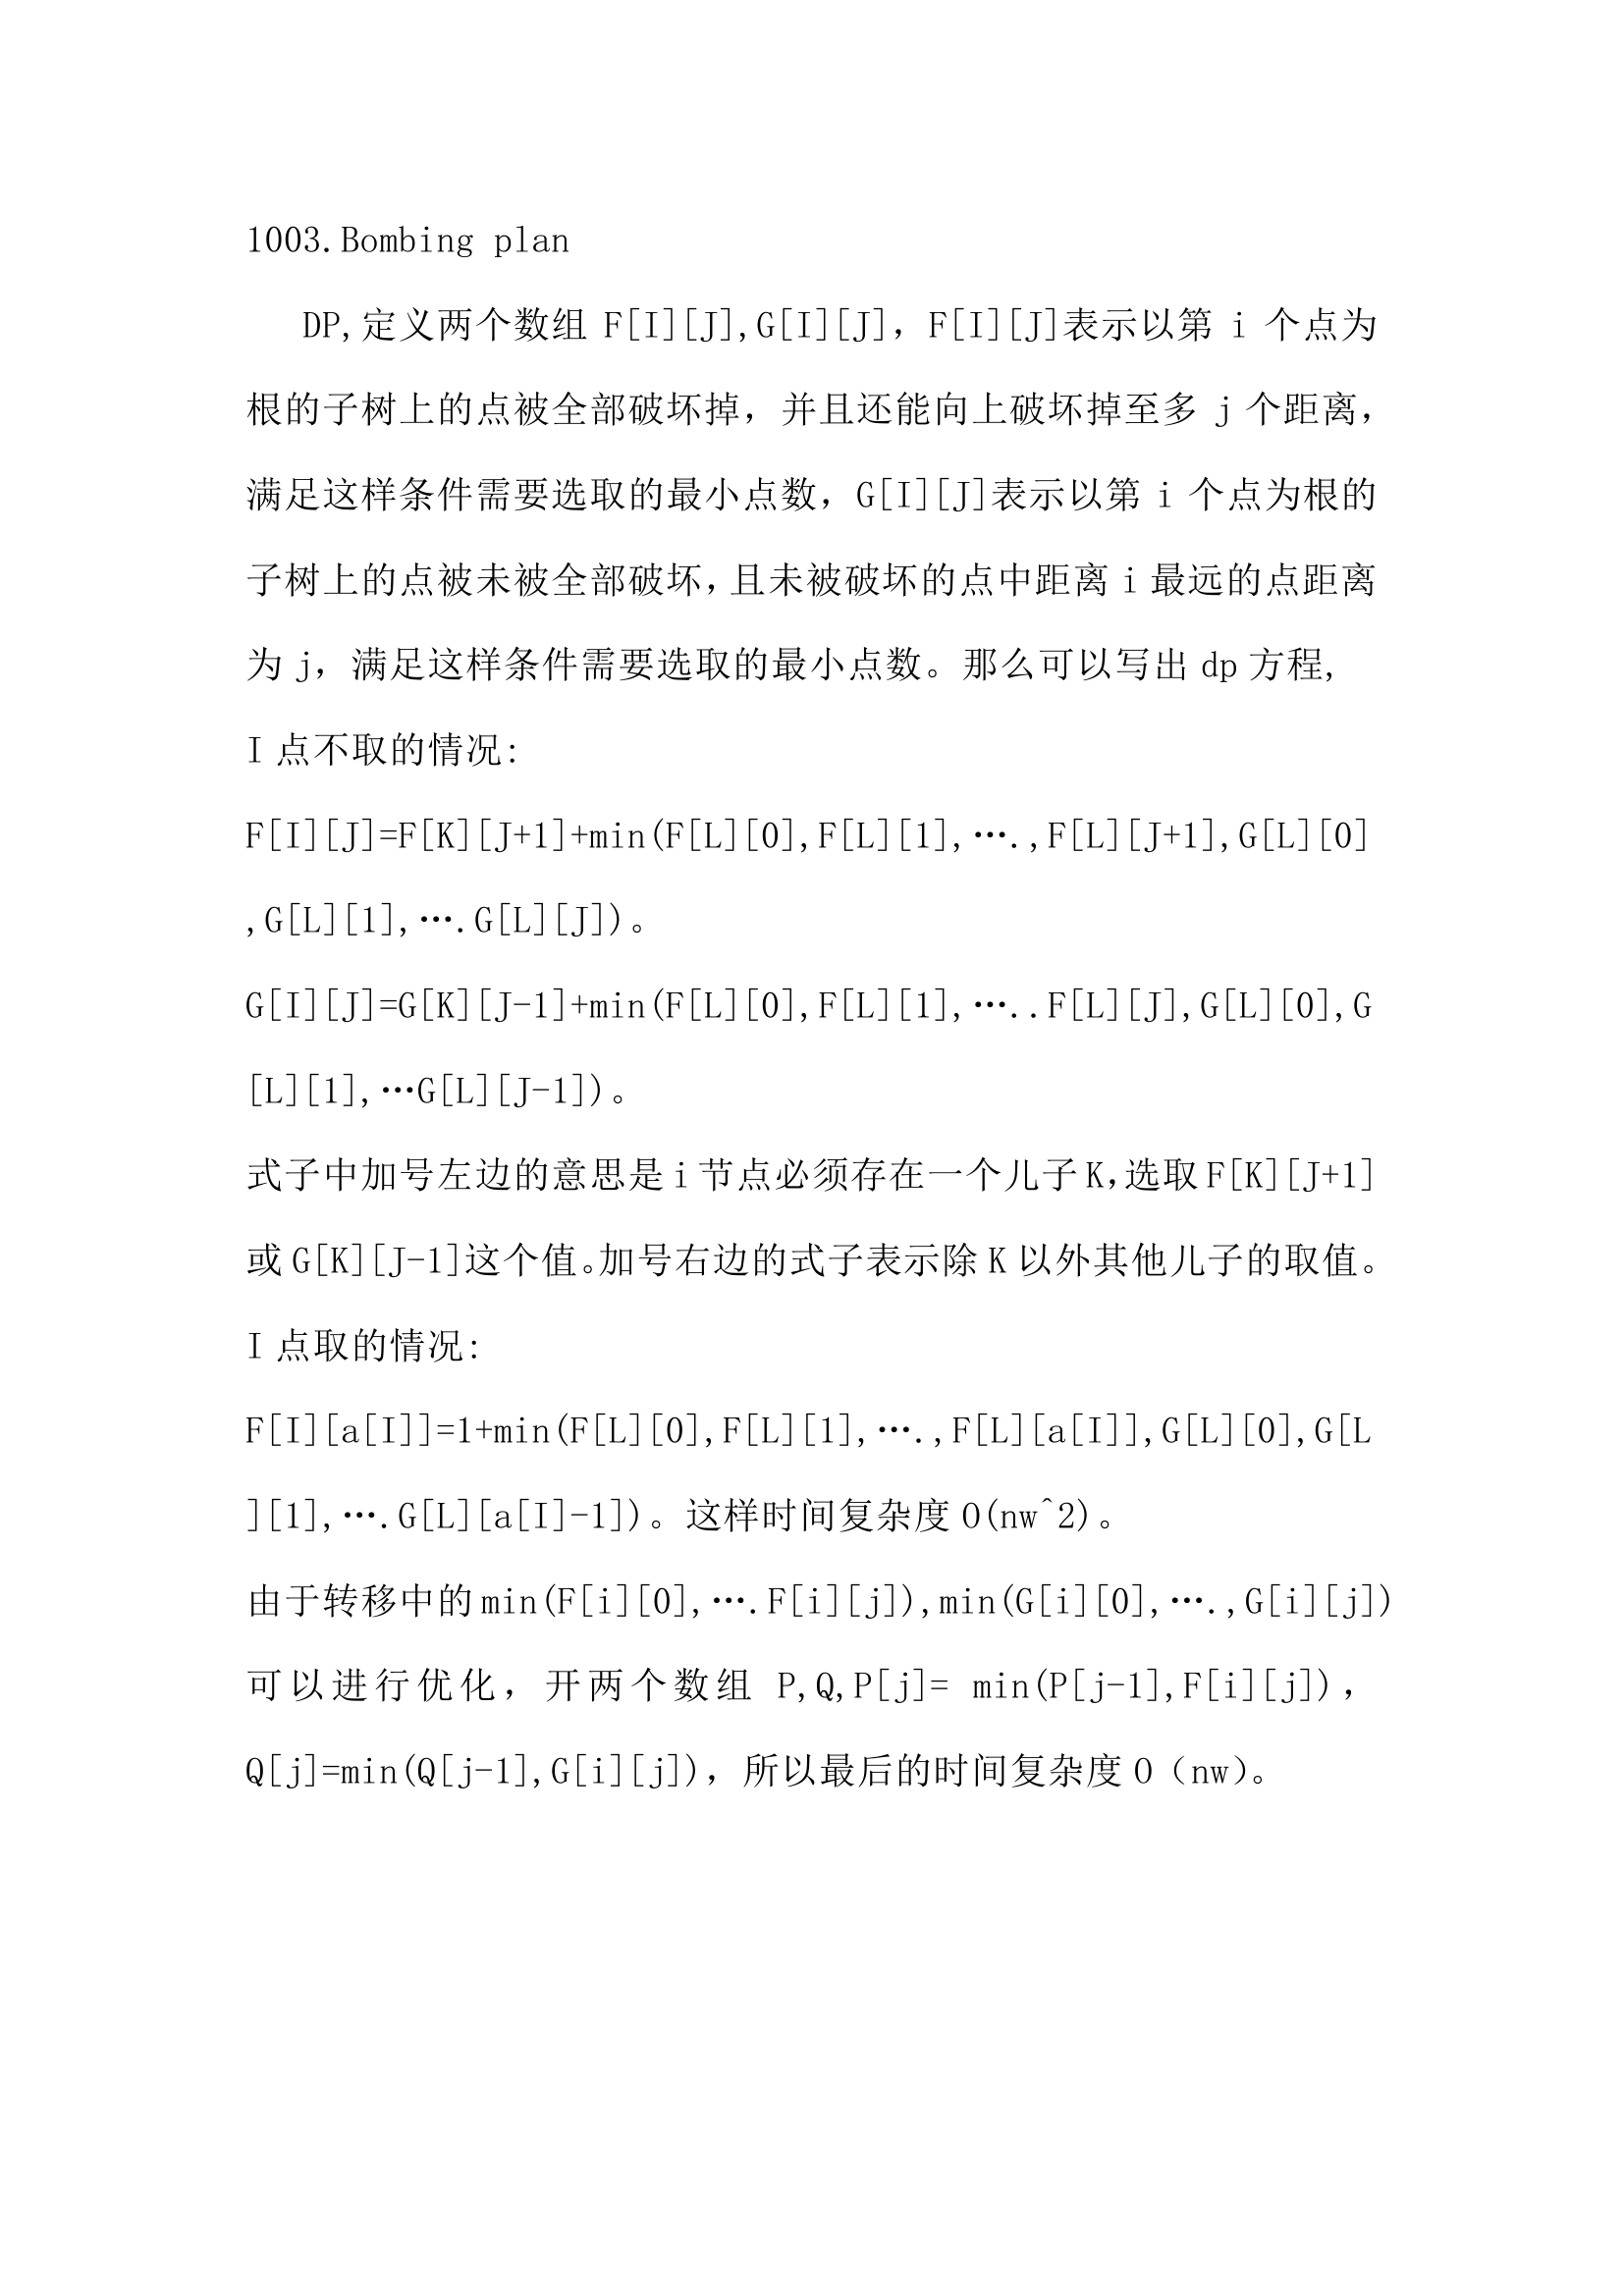 1003.Bombing plan
DP,定义两个数组 F[I][J],G[I][J]，F[I][J]表示以第 i 个点为
根的子树上的点被全部破坏掉，并且还能向上破坏掉至多 j 个距离，
满足这样条件需要选取的最小点数，G[I][J]表示以第 i 个点为根的
子树上的点被未被全部破坏，且未被破坏的点中距离 i 最远的点距离
为 j，满足这样条件需要选取的最小点数。那么可以写出 dp 方程,
I 点不取的情况:
F[I][J]=F[K][J+1]+min(F[L][0],F[L][1],….,F[L][J+1],G[L][0]
,G[L][1],….G[L][J])。
G[I][J]=G[K][J-1]+min(F[L][0],F[L][1],…..F[L][J],G[L][0],G
[L][1],…G[L][J-1])。
式子中加号左边的意思是 i 节点必须存在一个儿子 K，选取 F[K][J+1]
或 G[K][J-1]这个值。加号右边的式子表示除 K 以外其他儿子的取值。
I 点取的情况:
F[I][a[I]]=1+min(F[L][0],F[L][1],….,F[L][a[I]],G[L][0],G[L
][1],….G[L][a[I]-1])。这样时间复杂度 O(nw^2)。
由于转移中的 min(F[i][0],….F[i][j]),min(G[i][0],….,G[i][j])
可以进行优化，开两个数组 P,Q,P[j]= min(P[j-1],F[i][j])，
Q[j]=min(Q[j-1],G[i][j])，所以最后的时间复杂度 O（nw）。